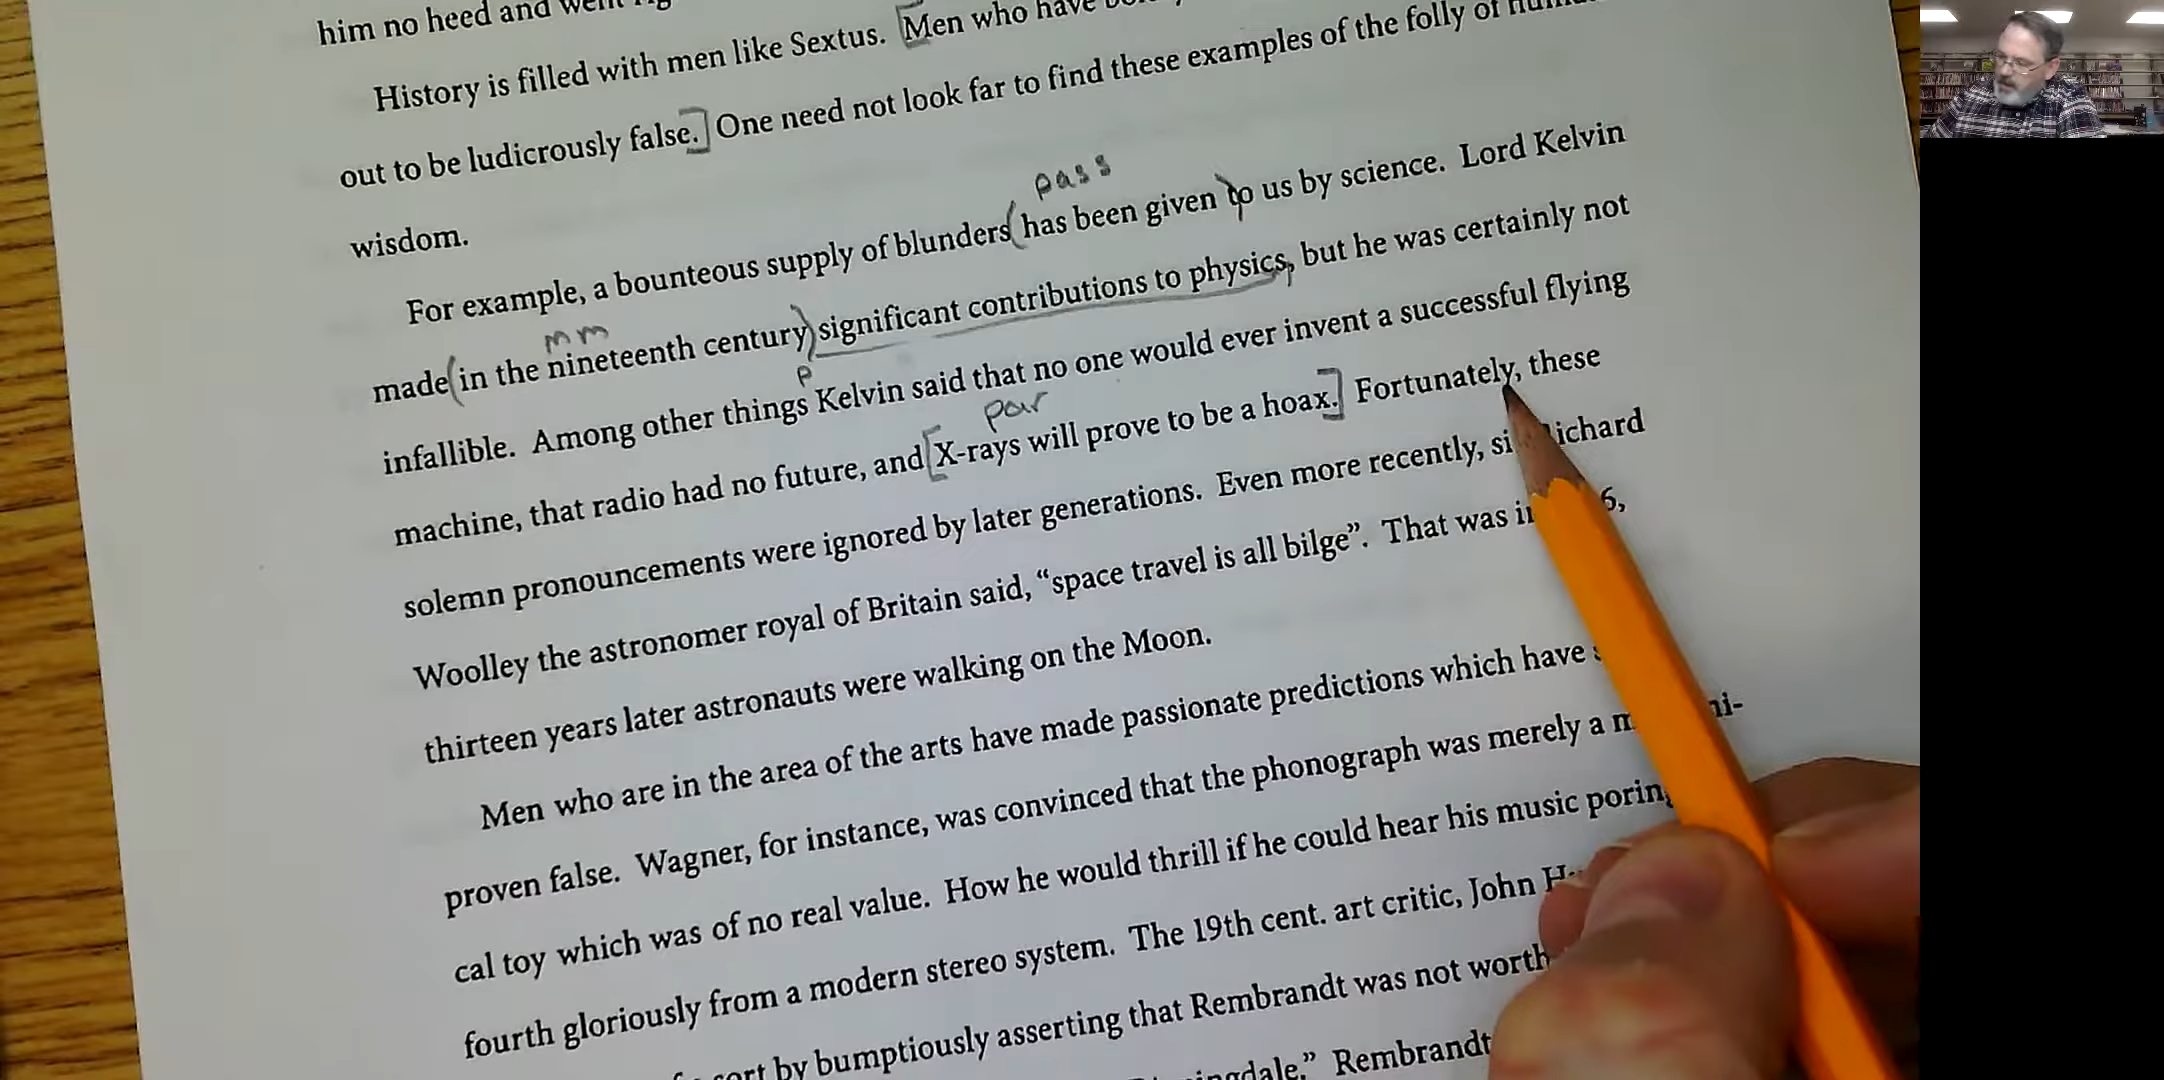 him no heed and went
History is filled with men like Sextus. [Men who have
out to be ludicrously false.] One need not look far to find these examples of the folly of
wisdom.
pass
For example, a bounteous supply of blunders (has been given) to us by science. Lord Kelvin
mm
made (in the nineteenth century) significant contributions to physics, but he was certainly not
P
infallible. Among other things Kelvin said that no one would ever invent a successful flying
par
machine, that radio had no future, and [X-rays will prove to be a hoax.] Fortunately, these
solemn pronouncements were ignored by later generations. Even more recently, sir Richard
Woolley the astronomer royal of Britain said, “space travel is all bilge”. That was in 6,
thirteen years later astronauts were walking on the Moon.
Men who are in the area of the arts have made passionate predictions which have
proven false. Wagner, for instance, was convinced that the phonograph was merely a
cal toy which was of no real value. How he would thrill if he could hear his music poring
fourth gloriously from a modern stereo system. The 19th cent. art critic, John
sort by bumptiously asserting that Rembrandt was not worth
Rembrandt